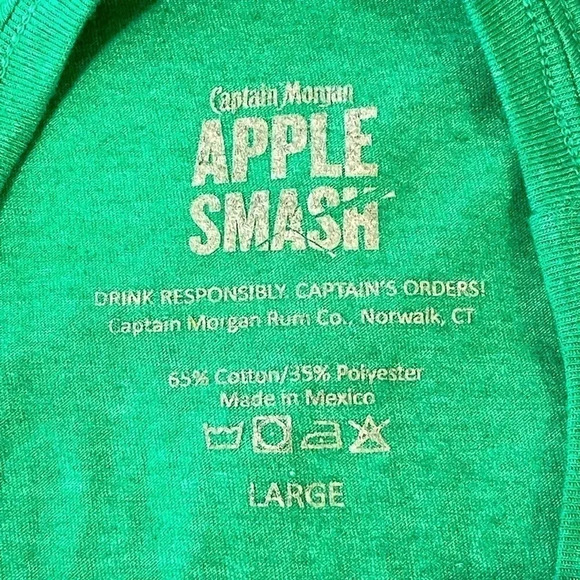 Captain Morgan
APPLE
SMASH
DRINK RESPONSIBLY. CAPTAIN'S ORDERS!
Captain Morgan Rum Co., Norwalk, CT
65% Cotton/35% Polyester
Made in Mexico
LARGE